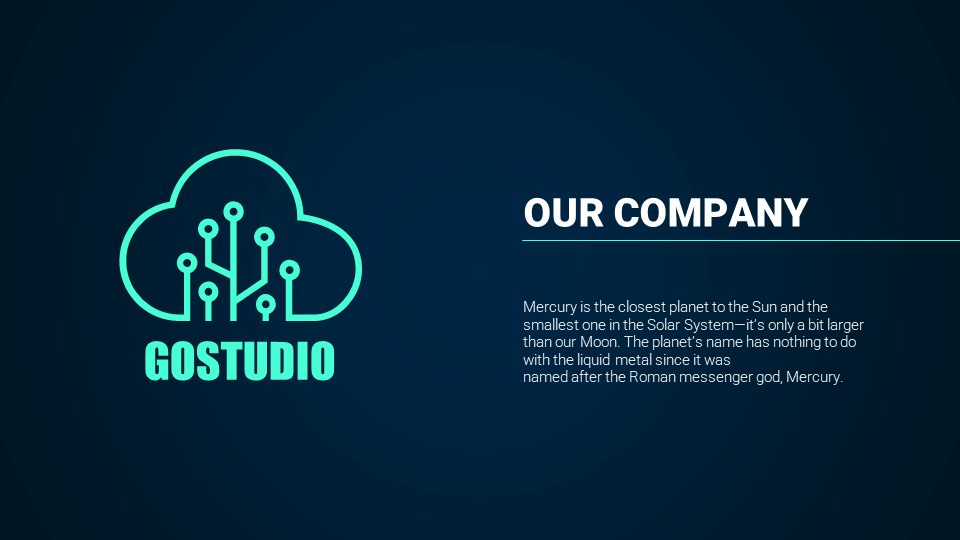 GOSTUDIO
OUR COMPANY
Mercury is the closest planet to the Sun and the
smallest one in the Solar System—it's only a bit larger
than our Moon. The planet's name has nothing to do
with the liquid metal since it was
named after the Roman messenger god, Mercury.